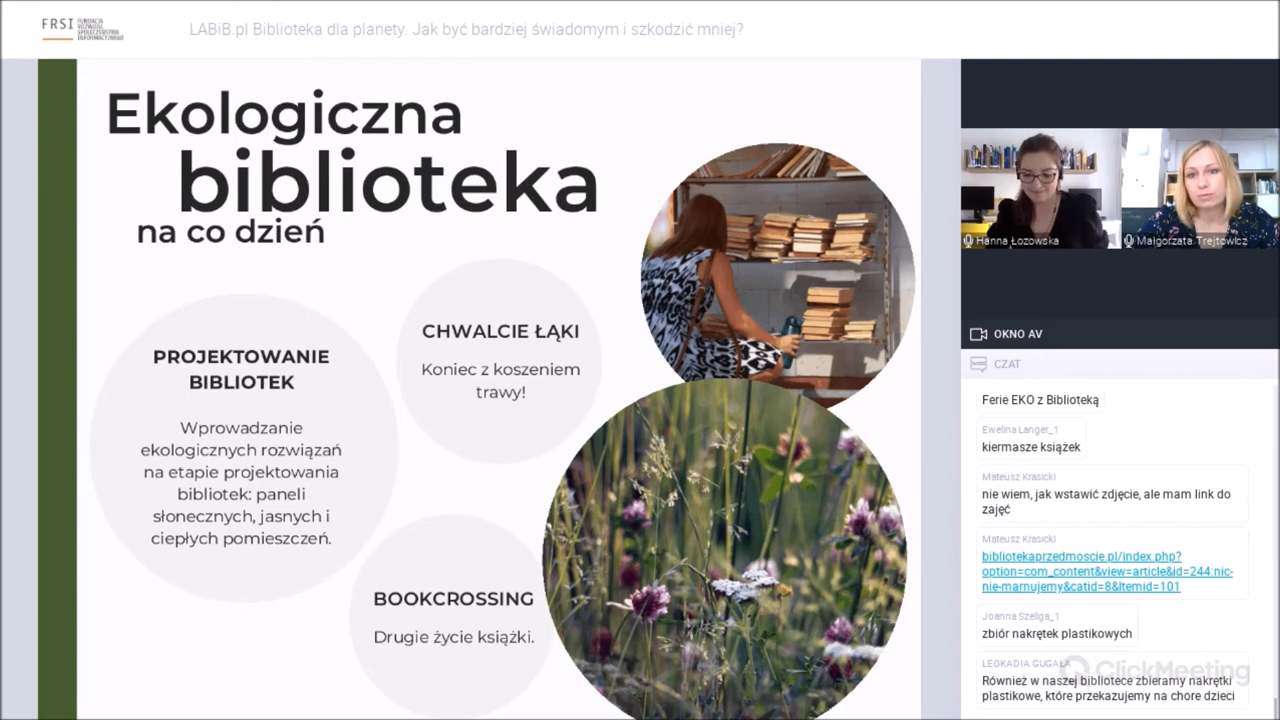 FRSI
FUNDACJA
ROZWOJU
SPOŁECZEŃSTWA
INFORMACYJNEGO
LABiB.pl Biblioteka dla planety. Jak być bardziej świadomym i szkodzić mniej?
Ekologiczna
biblioteka
na co dzień
PROJEKTOWANIE
BIBLIOTEK
Wprowadzanie
ekologicznych rozwiązań
na etapie projektowania
bibliotek: paneli
słonecznych, jasnych i
ciepłych pomieszczeń.
CHWALCIE ŁĄKI
Koniec z koszeniem
trawy!
BOOKCROSSING
Drugie życie książki.
Hanna Łozowska
Małgorzata Trejtowicz
OKNO AV
CZAT
Ferie EKO z Biblioteką
Ewelina Langer_1
kiermasze książek
Mateusz Krasicki
nie wiem, jak wstawić zdjęcie, ale mam link do
zajęć
Mateusz Krasicki
bibliotekaprzedmoscie.pl/index.php?
option=com_content&view=article&id=244:nic-
nie-marnujemy&catid=8&Itemid=101
Joanna Szeliga_1
zbiór nakrętek plastikowych
LEOKADIA GUGAŁA
Również w naszej bibliotece zbieramy nakrętki
plastikowe, które przekazujemy na chore dzieci
ClickMeeting